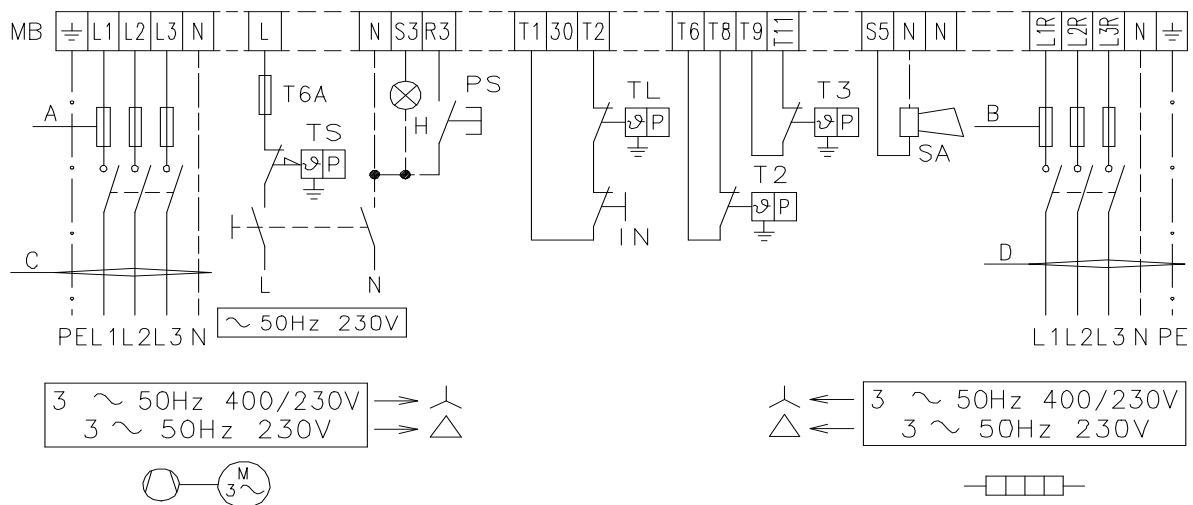 MB L1 L2 L3 N L N S3 R3 T1 30 T2 T6 T8 T9 T11 S5 N N L1R L2R L3R N
A T6A TS ϑ P H PS TL ϑ P IN T3 ϑ P T2 ϑ P SA B
C L N D
PE L1 L2 L3 N ~ 50Hz 230V L1 L2 L3 N PE
3 ~ 50Hz 400/230V
3 ~ 50Hz 230V
3 ~ 50Hz 400/230V
3 ~ 50Hz 230V
M
3 ~